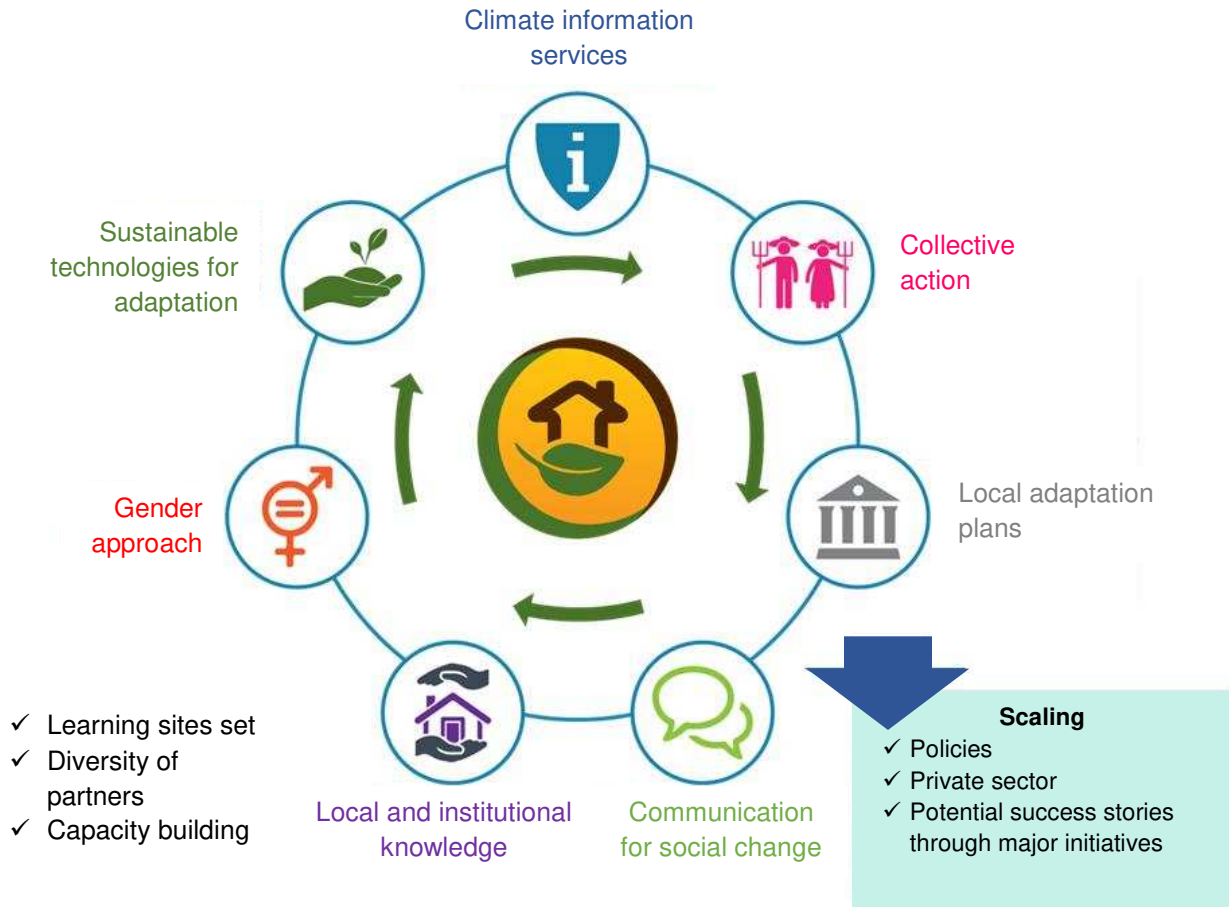 Climate information
services
Sustainable
technologies for
adaptation
i
Collective
action
Gender
approach
Local adaptation
plans
✓ Learning sites set
✓ Diversity of
partners
✓ Capacity building
Local and institutional
knowledge
Communication
for social change
Scaling
✓ Policies
✓ Private sector
✓ Potential success stories
through major initiatives